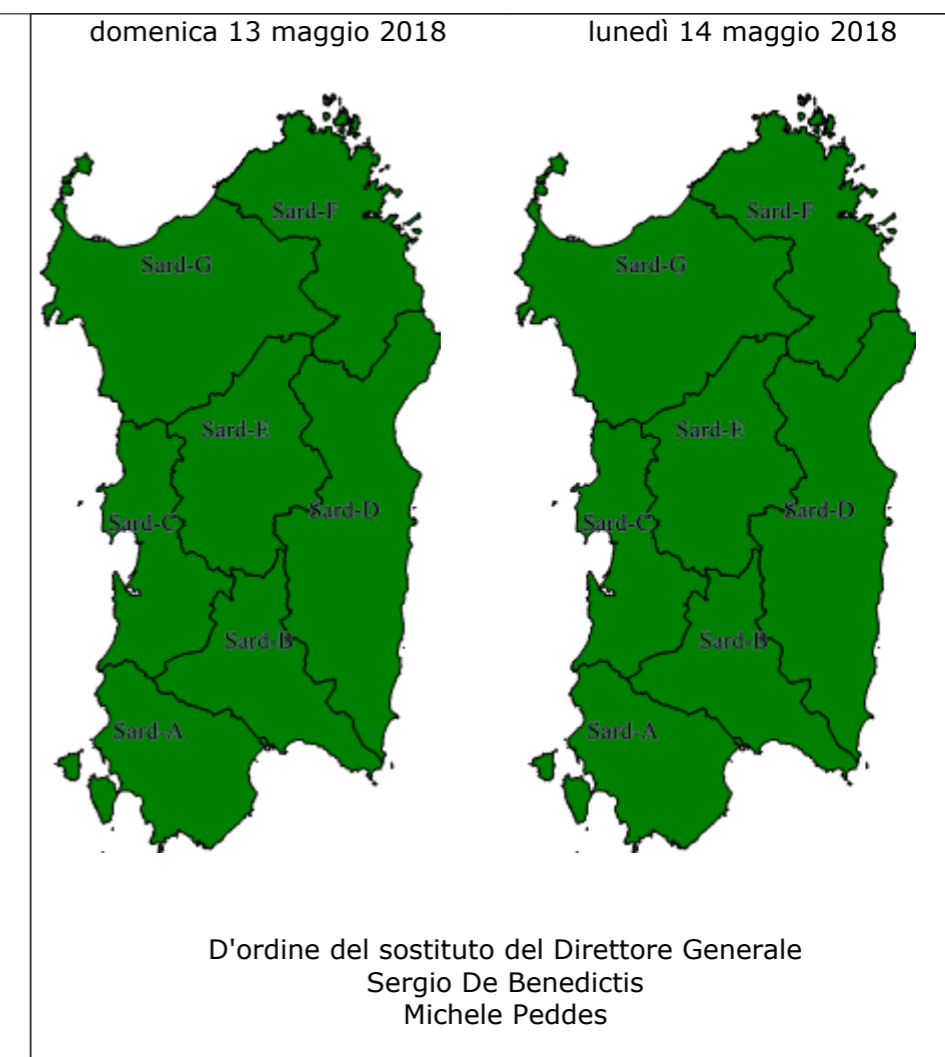 domenica 13 maggio 2018
lunedì 14 maggio 2018
Sard-F
Sard-G
Sard-E
Sard-D
Sard-C
Sard-B
Sard-A
Sard-F
Sard-G
Sard-E
Sard-D
Sard-C
Sard-B
Sard-A
D'ordine del sostituto del Direttore Generale
Sergio De Benedictis
Michele Peddes